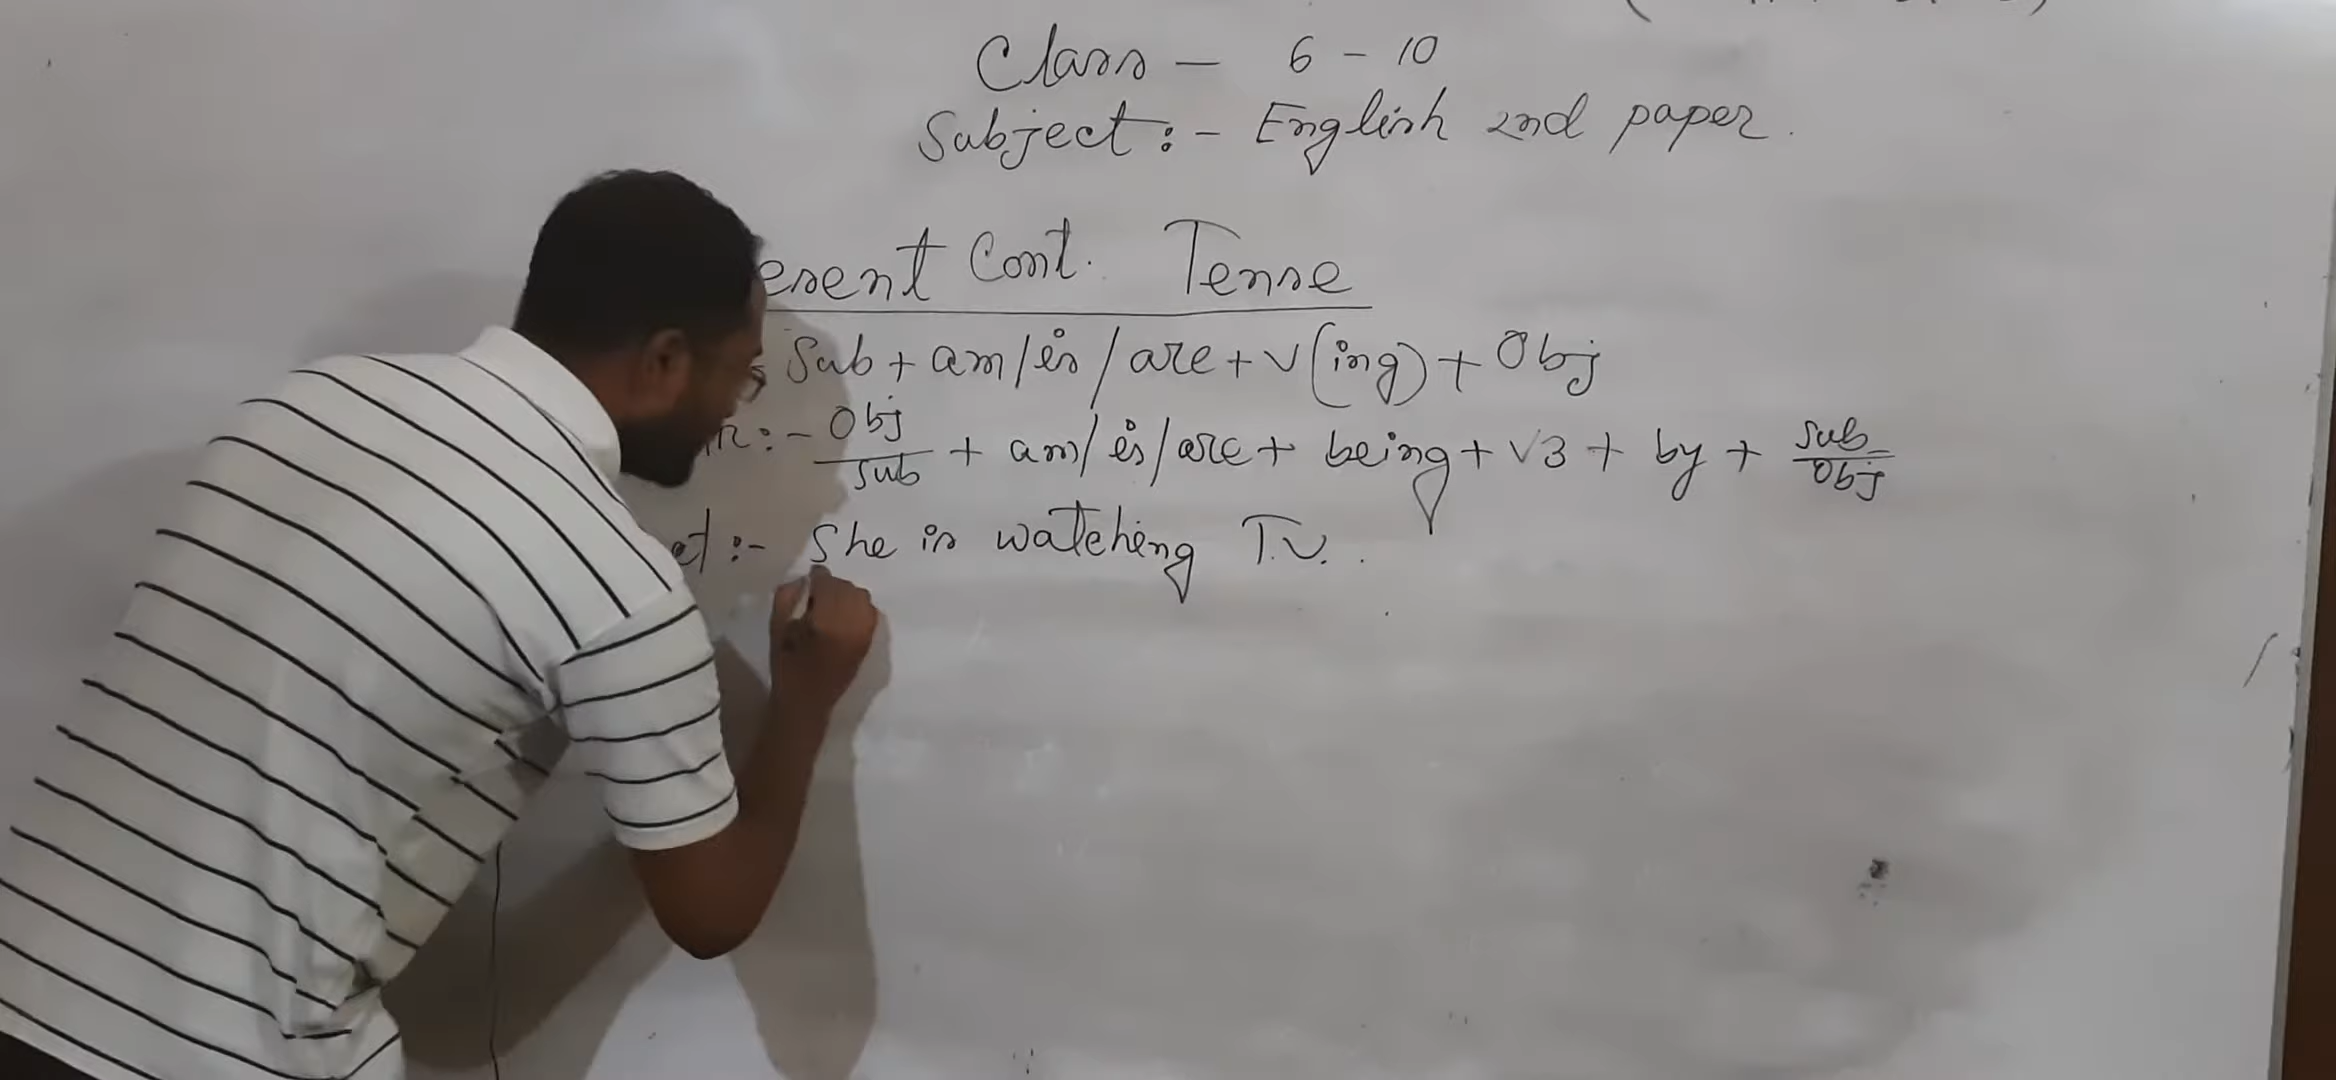 Class - 6 - 10
Subject:- English 2nd paper.
esent Cont. Tense
Sub + am/is/are + V(ing) + Obj
:- Obj/Sub + am/is/are + being + V3 + by + Sub/Obj
:- She is watching T.V.